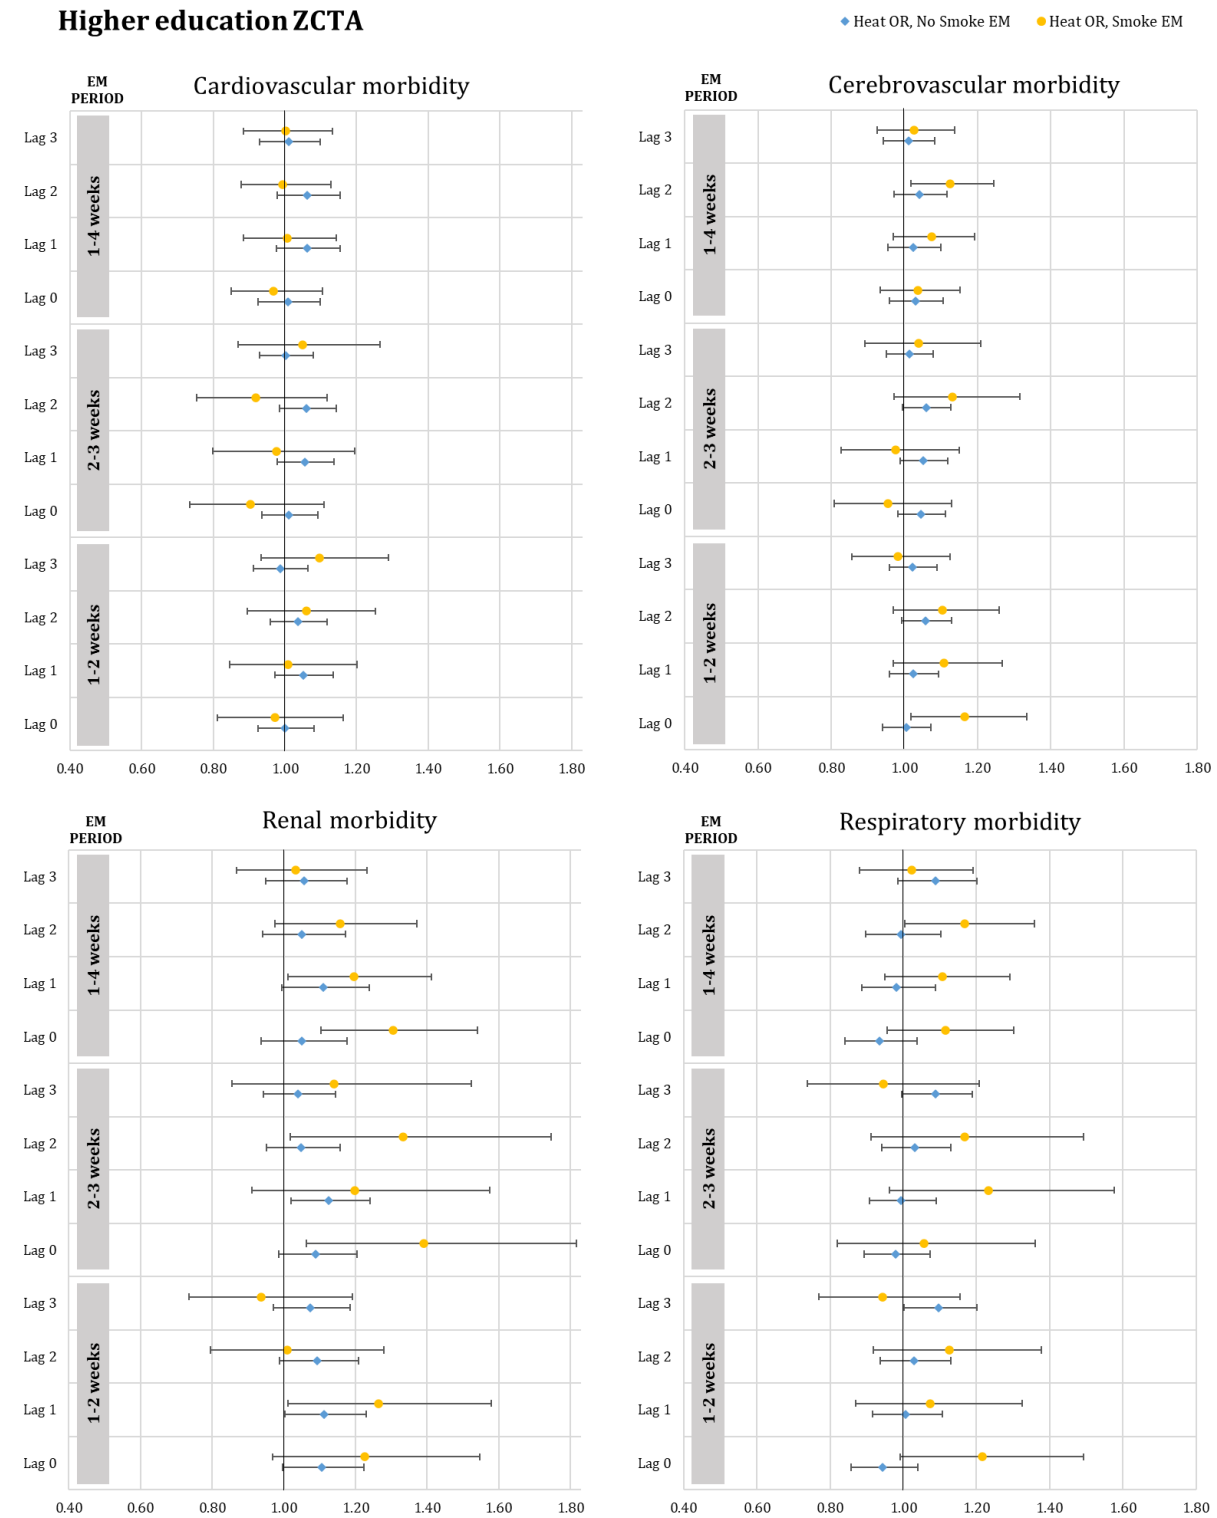 Higher education ZCTA
Heat OR, No Smoke EM
Heat OR, Smoke EM
EM
PERIOD
Cardiovascular morbidity
1-4 weeks
Lag 3
Lag 2
Lag 1
Lag 0
2-3 weeks
Lag 3
Lag 2
Lag 1
Lag 0
1-2 weeks
Lag 3
Lag 2
Lag 1
Lag 0
0.40 0.60 0.80 1.00 1.20 1.40 1.60 1.80
EM
PERIOD
Cerebrovascular morbidity
1-4 weeks
Lag 3
Lag 2
Lag 1
Lag 0
2-3 weeks
Lag 3
Lag 2
Lag 1
Lag 0
1-2 weeks
Lag 3
Lag 2
Lag 1
Lag 0
0.40 0.60 0.80 1.00 1.20 1.40 1.60 1.80
EM
PERIOD
Renal morbidity
1-4 weeks
Lag 3
Lag 2
Lag 1
Lag 0
2-3 weeks
Lag 3
Lag 2
Lag 1
Lag 0
1-2 weeks
Lag 3
Lag 2
Lag 1
Lag 0
0.40 0.60 0.80 1.00 1.20 1.40 1.60 1.80
EM
PERIOD
Respiratory morbidity
1-4 weeks
Lag 3
Lag 2
Lag 1
Lag 0
2-3 weeks
Lag 3
Lag 2
Lag 1
Lag 0
1-2 weeks
Lag 3
Lag 2
Lag 1
Lag 0
0.40 0.60 0.80 1.00 1.20 1.40 1.60 1.80